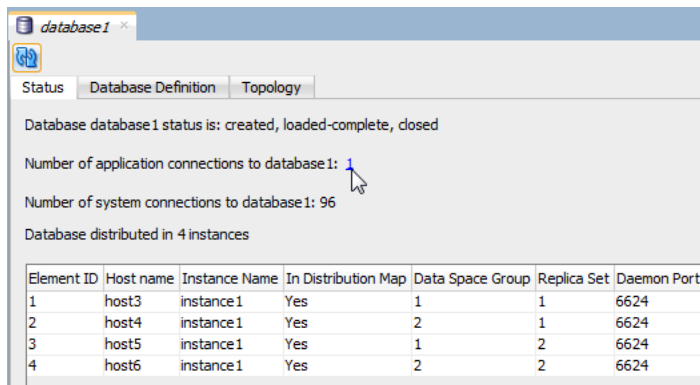 database1
Status Database Definition Topology
Database database1 status is: created, loaded-complete, closed
Number of application connections to database1: 1
Number of system connections to database1: 96
Database distributed in 4 instances
Element ID Host name Instance Name In Distribution Map Data Space Group Replica Set Daemon Port
1 host3 instance1 Yes 1 1 6624
2 host4 instance1 Yes 2 1 6624
3 host5 instance1 Yes 1 2 6624
4 host6 instance1 Yes 2 2 6624